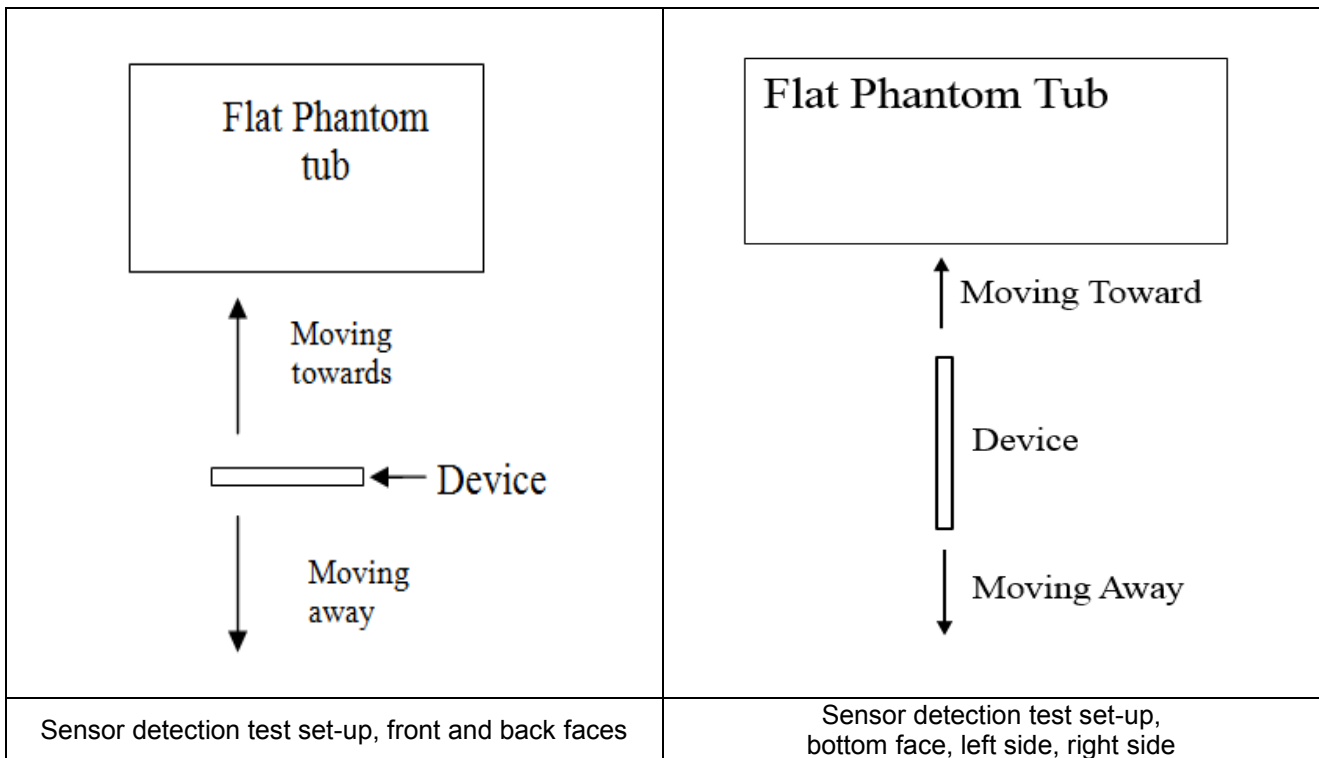 Flat Phantom
tub
Moving
towards
Device
Moving
away
Flat Phantom Tub
Moving Toward
Device
Moving Away
Sensor detection test set-up, front and back faces
Sensor detection test set-up,
bottom face, left side, right side